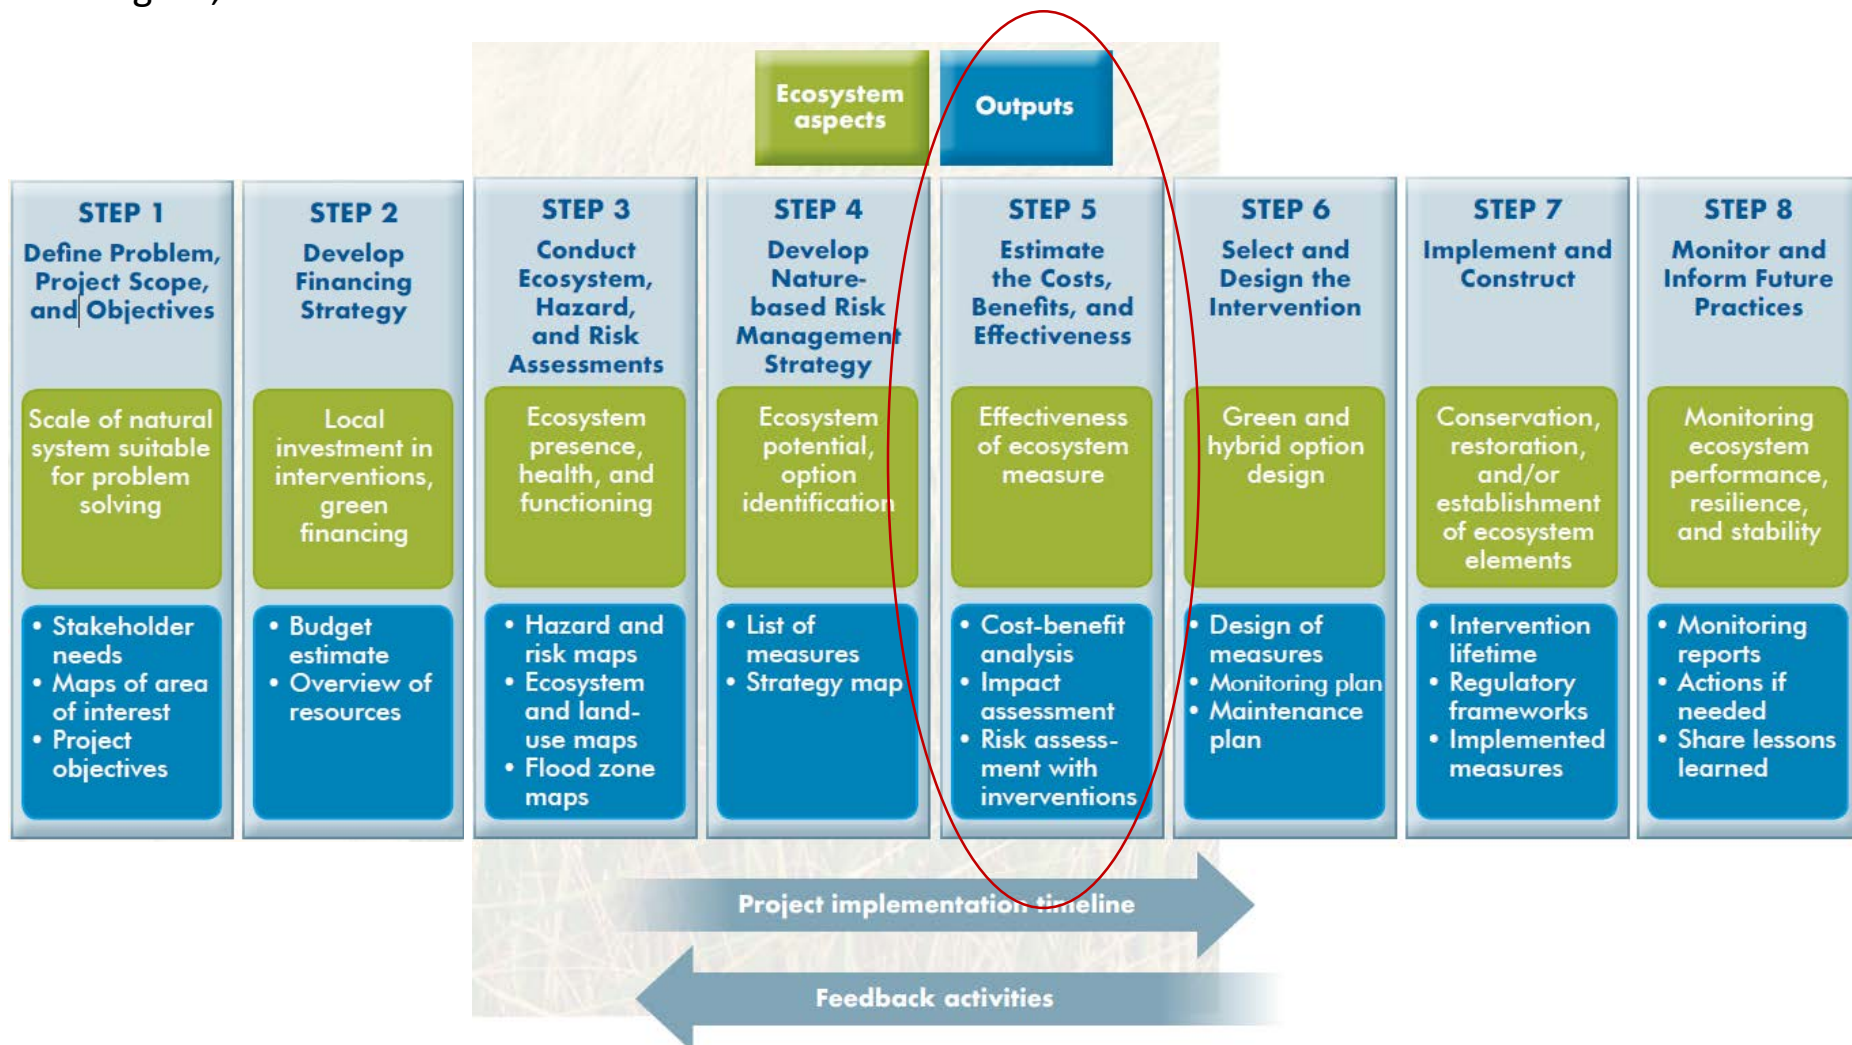 Ecosystem
aspects
Outputs
STEP 1
Define Problem,
Project Scope,
and Objectives
Scale of natural
system suitable
for problem
solving
• Stakeholder
needs
• Maps of area
of interest
• Project
objectives
STEP 2
Develop
Financing
Strategy
Local
investment in
interventions,
green
financing
• Budget
estimate
• Overview of
resources
STEP 3
Conduct
Ecosystem,
Hazard,
and Risk
Assessments
Ecosystem
presence,
health, and
functioning
• Hazard and
risk maps
• Ecosystem
and land-
use maps
• Flood zone
maps
STEP 4
Develop
Nature-
based Risk
Management
Strategy
Ecosystem
potential,
option
identification
• List of
measures
• Strategy map
STEP 5
Estimate
the Costs,
Benefits, and
Effectiveness
Effectiveness
of ecosystem
measure
• Cost-benefit
analysis
• Impact
assessment
• Risk assess-
ment with
inverventions
STEP 6
Select and
Design the
Intervention
Green and
hybrid option
design
• Design of
measures
• Monitoring plan
• Maintenance
plan
STEP 7
Implement and
Construct
Conservation,
restoration,
and/or
establishment
of ecosystem
elements
• Intervention
lifetime
• Regulatory
frameworks
• Implemented
measures
STEP 8
Monitor and
Inform Future
Practices
Monitoring
ecosystem
performance,
resilience,
and stability
• Monitoring
reports
• Actions if
needed
• Share lessons
learned
Project implementation timeline
Feedback activities